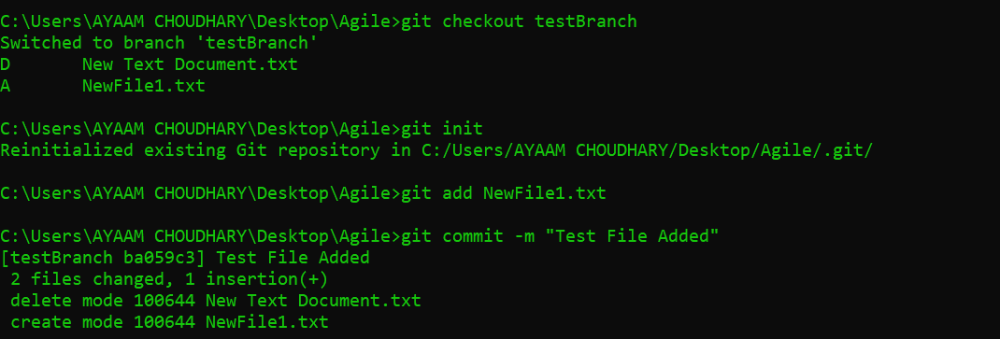 C:\Users\AYAAM CHOUDHARY\Desktop\Agile>git checkout testBranch
Switched to branch 'testBranch'
D       New Text Document.txt
A       NewFile1.txt
C:\Users\AYAAM CHOUDHARY\Desktop\Agile>git init
Reinitialized existing Git repository in C:/Users/AYAAM CHOUDHARY/Desktop/Agile/.git/
C:\Users\AYAAM CHOUDHARY\Desktop\Agile>git add NewFile1.txt
C:\Users\AYAAM CHOUDHARY\Desktop\Agile>git commit -m "Test File Added"
[testBranch ba059c3] Test File Added
 2 files changed, 1 insertion(+)
 delete mode 100644 New Text Document.txt
 create mode 100644 NewFile1.txt